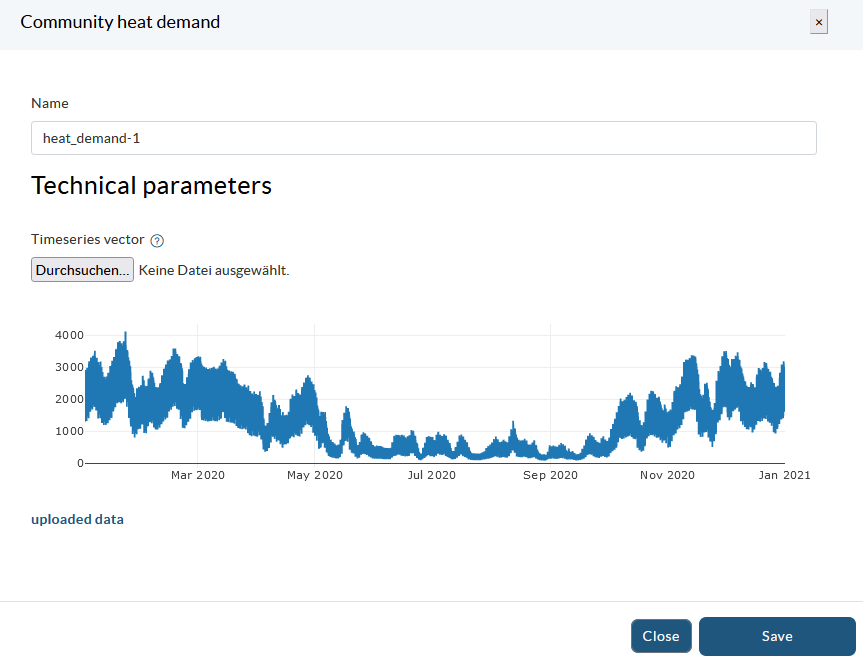 Community heat demand
×
Name
heat_demand-1
Technical parameters
Timeseries vector ?
Durchsuchen... Keine Datei ausgewählt.
4000
3000
2000
1000
0
Mar 2020 May 2020 Jul 2020 Sep 2020 Nov 2020 Jan 2021
uploaded data
Close Save